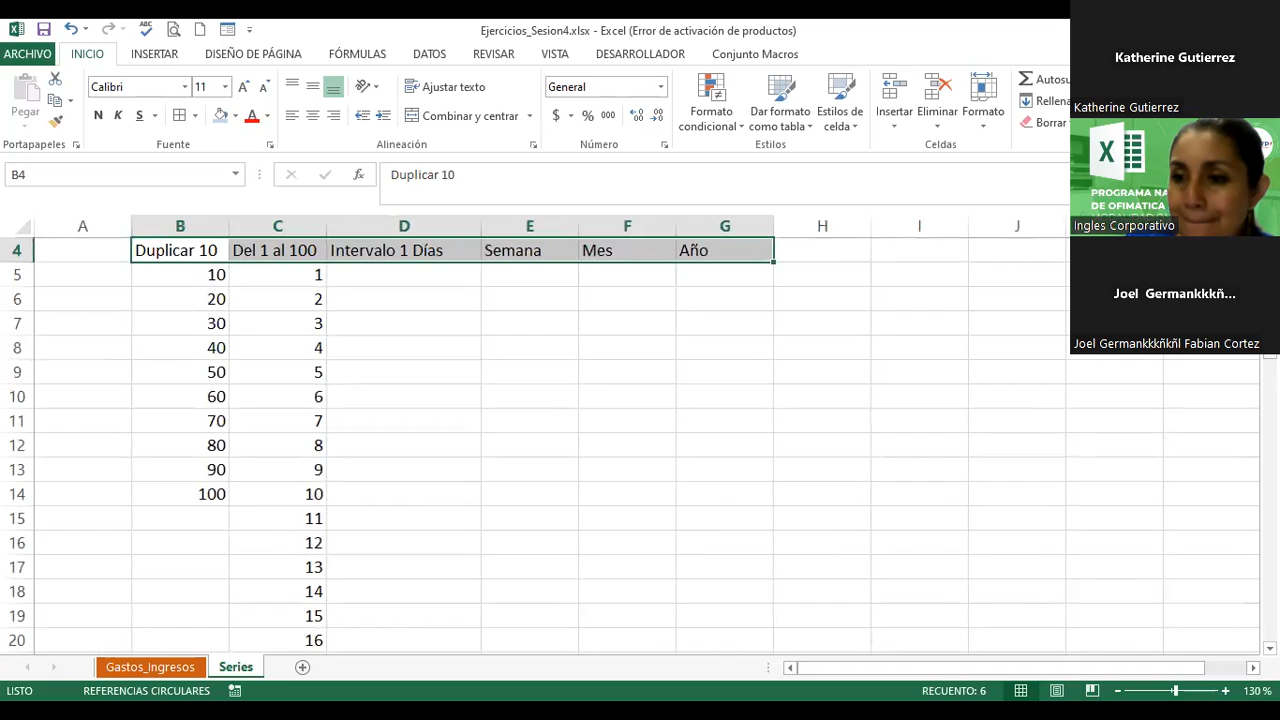 Ejercicios_Sesion4.xlsx - Excel (Error de activación de productos)
ARCHIVO INICIO INSERTAR DISEÑO DE PÁGINA FÓRMULAS DATOS REVISAR VISTA DESARROLLADOR Conjunto Macros
Pegar
Calibri 11
N K S
Ajustar texto
Combinar y centrar
General
$ % 000
Formato condicional
Dar formato como tabla
Estilos de celda
Insertar Eliminar Formato
Autosu
Rellena
Borrar
Portapapeles Fuente Alineación Número Estilos Celdas
B4 fx Duplicar 10
A B C D E F G H I J
4 Duplicar 10 Del 1 al 100 Intervalo 1 Días Semana Mes Año
5 10 1
6 20 2
7 30 3
8 40 4
9 50 5
10 60 6
11 70 7
12 80 8
13 90 9
14 100 10
15 11
16 12
17 13
18 14
19 15
20 16
Gastos_Ingresos Series
LISTO REFERENCIAS CIRCULARES RECUENTO: 6 130 %
Katherine Gutierrez
Katherine Gutierrez
PROGRAMA NA
DE OFIMATICA
Ingles Corporativo
Joel Germankkkñ...
Joel Germankkkñkñl Fabian Cortez